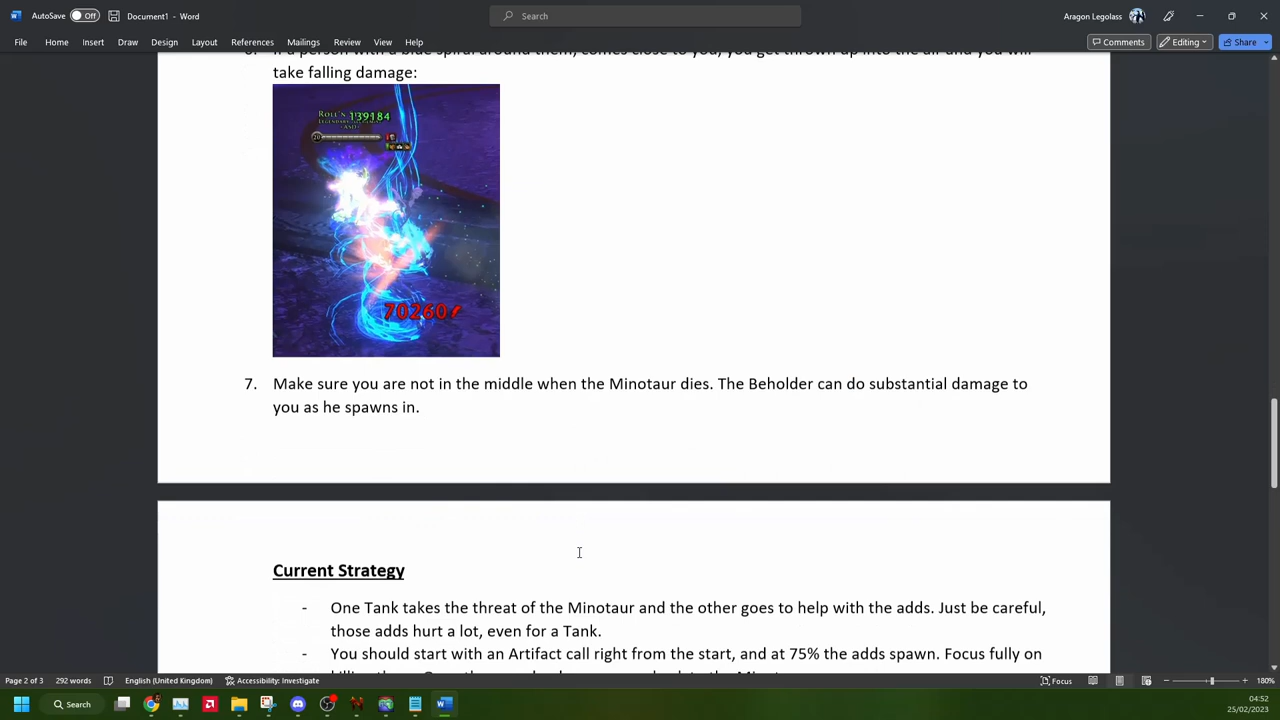 AutoSave Off Document1 - Word Search Aragon Legolass
File Home Insert Draw Design Layout References Mailings Review View Help Comments Editing Share
take falling damage:
ROLL'N 139184
20
70260
7. Make sure you are not in the middle when the Minotaur dies. The Beholder can do substantial damage to
you as he spawns in.
Current Strategy
- One Tank takes the threat of the Minotaur and the other goes to help with the adds. Just be careful,
those adds hurt a lot, even for a Tank.
- You should start with an Artifact call right from the start, and at 75% the adds spawn. Focus fully on
Page 2 of 3 292 words English (United Kingdom) Accessibility: Investigate Focus 180%
Search 04:52
25/02/2023